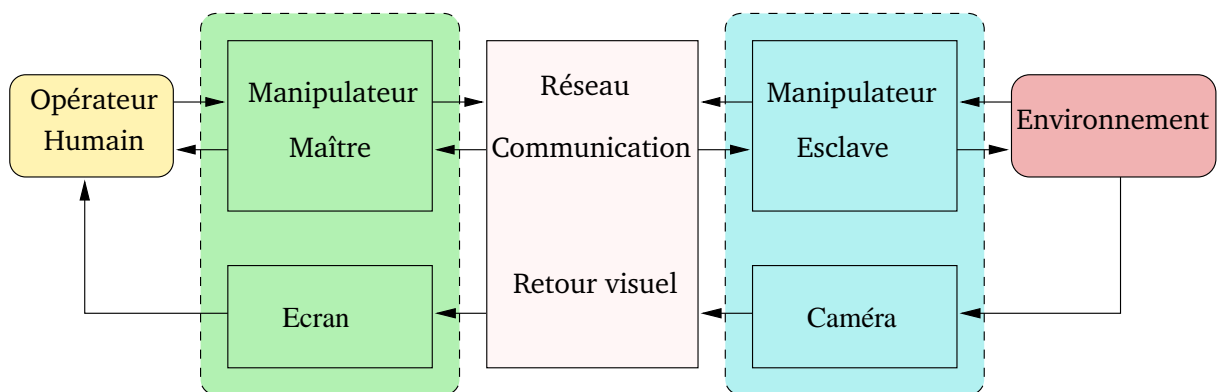 Opérateur
Humain
Manipulateur
Maître
Ecran
Réseau
Communication
Retour visuel
Manipulateur
Esclave
Caméra
Environnement